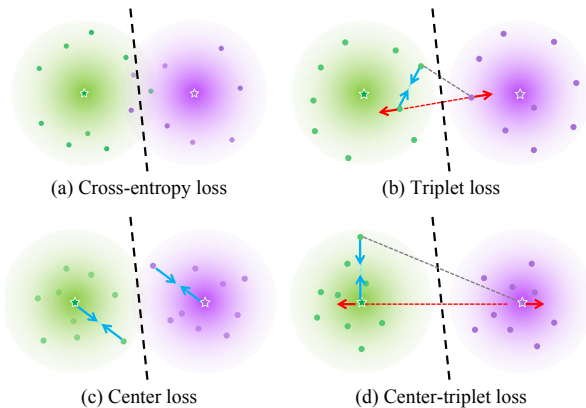 (a) Cross-entropy loss
(b) Triplet loss
(c) Center loss
(d) Center-triplet loss